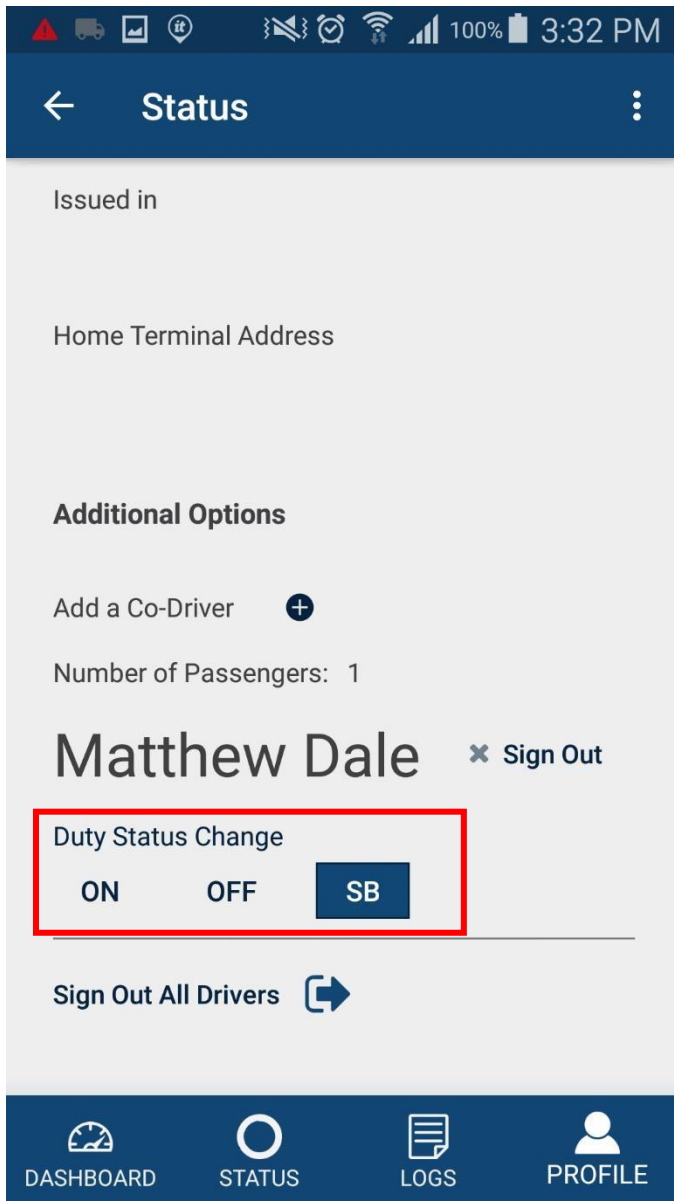 it 100% 3:32 PM
Status
Issued in
Home Terminal Address
Additional Options
Add a Co-Driver
Number of Passengers: 1
Matthew Dale × Sign Out
Duty Status Change
ON OFF SB
Sign Out All Drivers
DASHBOARD STATUS LOGS PROFILE